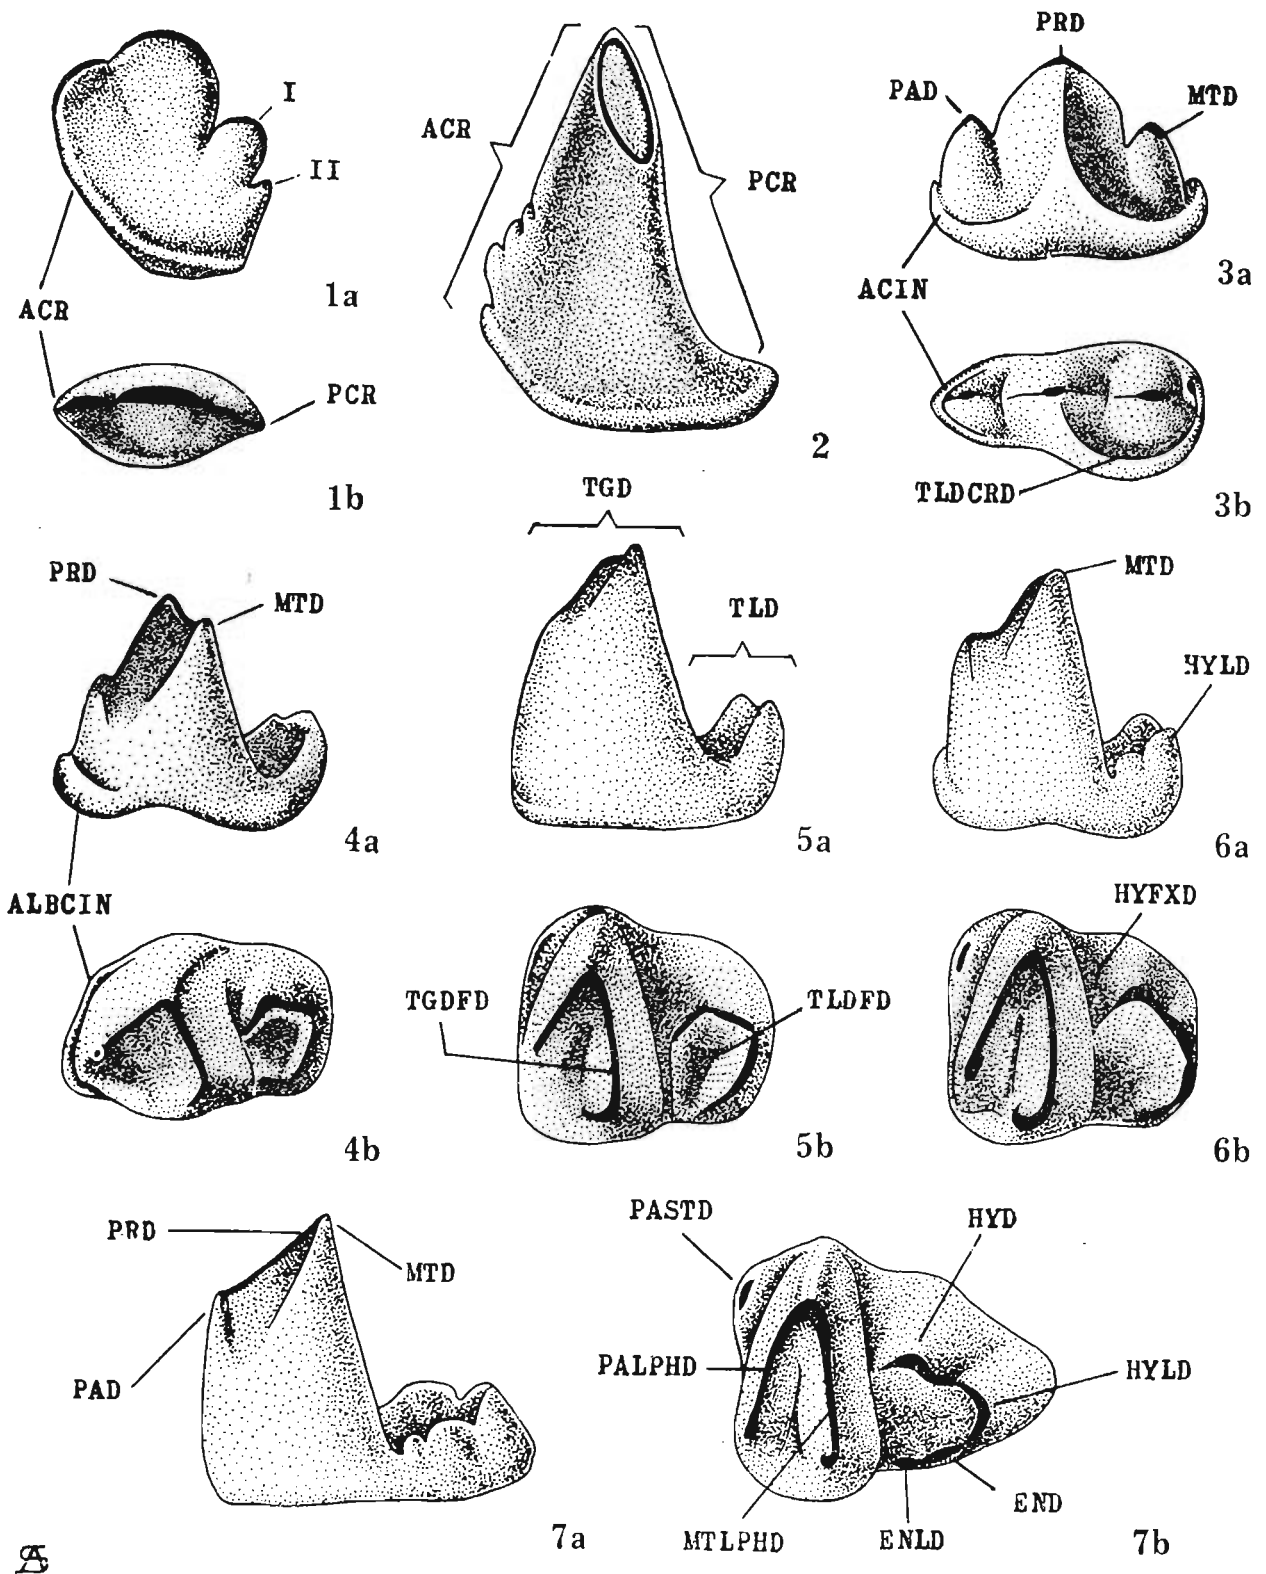 PRD
I
ACR
PAD
MTD
II
PCR
1a
3a
ACR
ACIN
PCR
2
1b
TLDCRD
3b
TGD
PRD
MTD
TLD
MTD
HYLD
4a
5a
6a
ALBCIN
HYFXD
TGDFD
TLDFD
4b
5b
6b
PASTD
HYD
PRD
MTD
PALPHD
HYLD
PAD
END
7a
MTLPHD
ENLD
7b